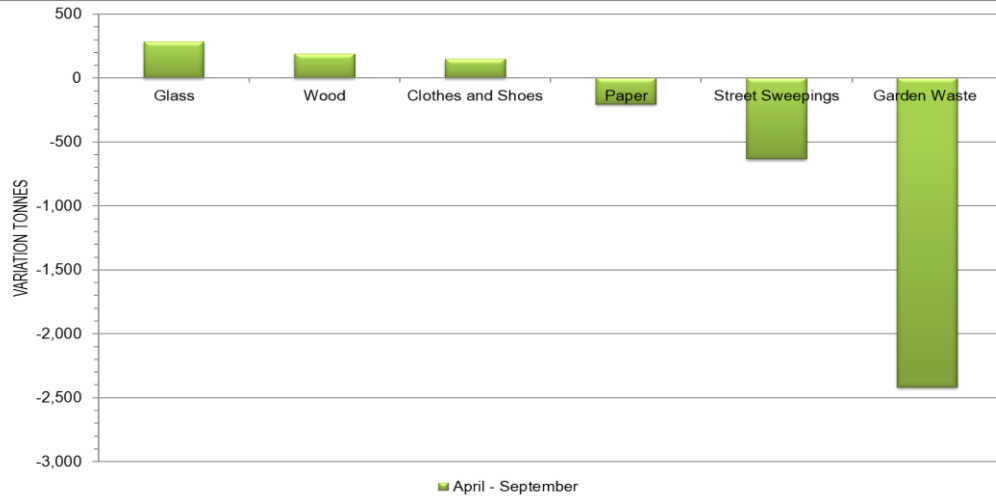 500
0
-500
-1,000
-1,500
-2,000
-2,500
-3,000
VARIATION TONNES
Glass
Wood
Clothes and Shoes
Paper
Street Sweepings
Garden Waste
April - September